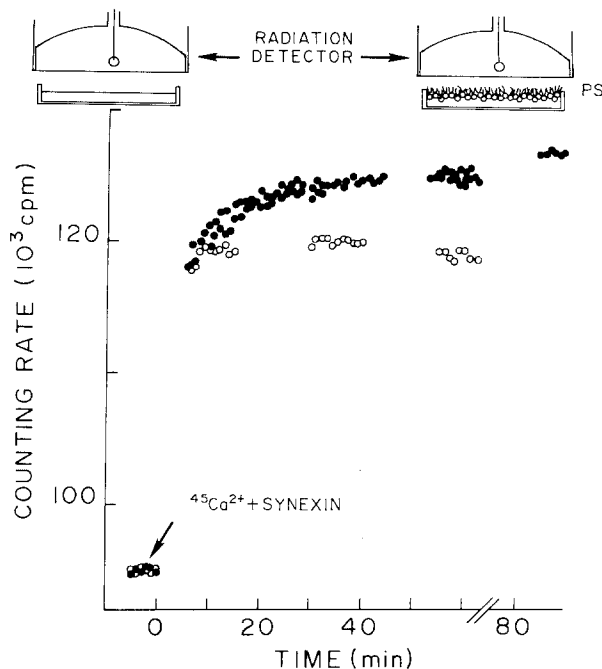 RADIATION
DETECTOR
PS
120
100
COUNTING RATE (10³ cpm)
⁴⁵Ca²⁺ + SYNEXIN
0 20 40 80
TIME (min)